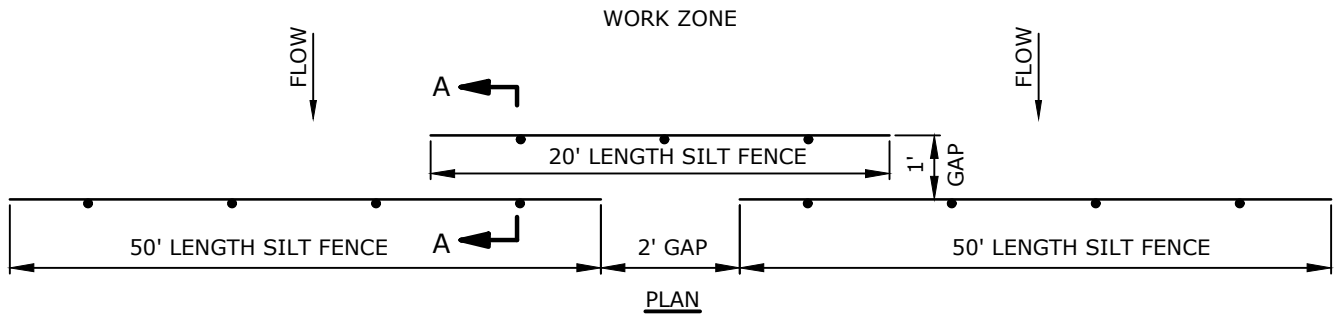 WORK ZONE
FLOW
FLOW
A
20' LENGTH SILT FENCE
1'
GAP
A
50' LENGTH SILT FENCE
2' GAP
50' LENGTH SILT FENCE
PLAN